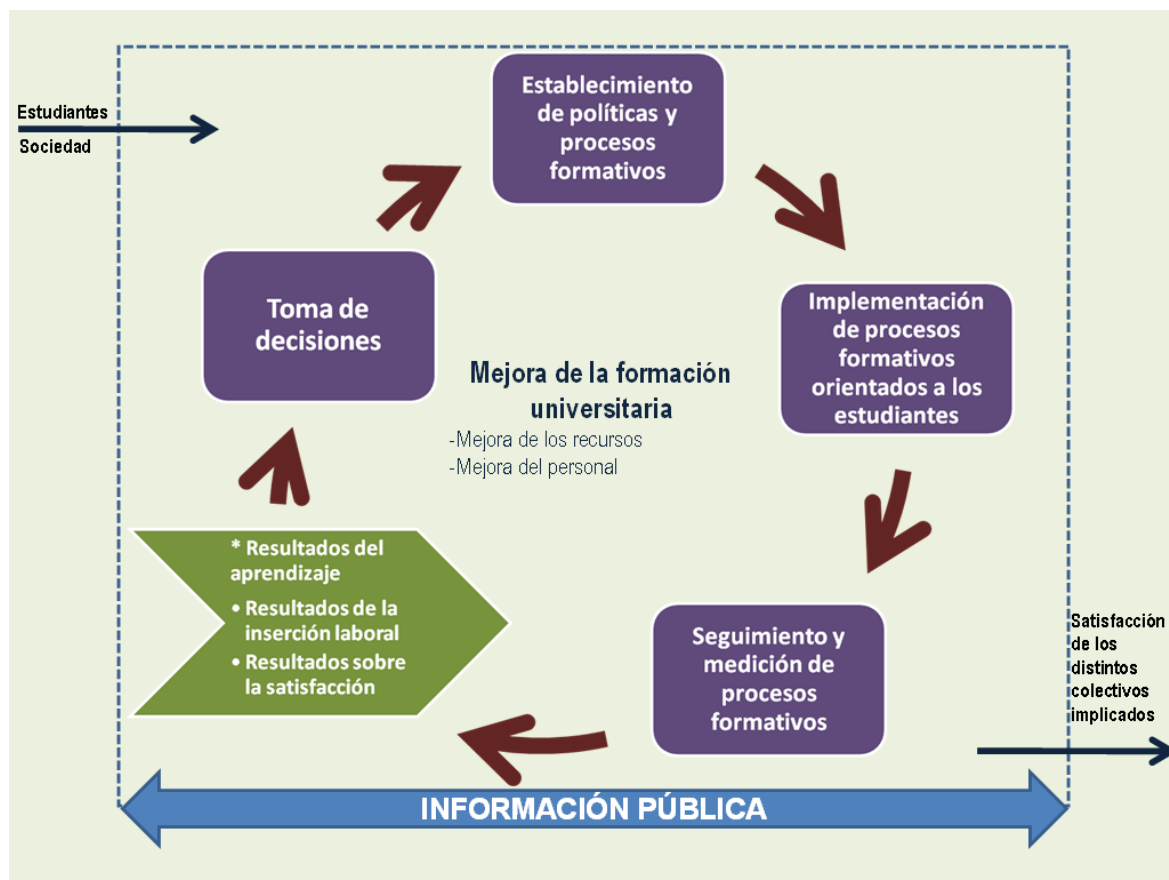 Estudiantes
Sociedad
Establecimiento
de políticas y
procesos
formativos
Toma de
decisiones
Implementación
de procesos
formativos
orientados a los
estudiantes
Mejora de la formación
universitaria
-Mejora de los recursos
-Mejora del personal
* Resultados del
aprendizaje
• Resultados de la
inserción laboral
• Resultados sobre
la satisfacción
Seguimiento y
medición de
procesos
formativos
Satisfacción
de los
distintos
colectivos
implicados
INFORMACIÓN PÚBLICA